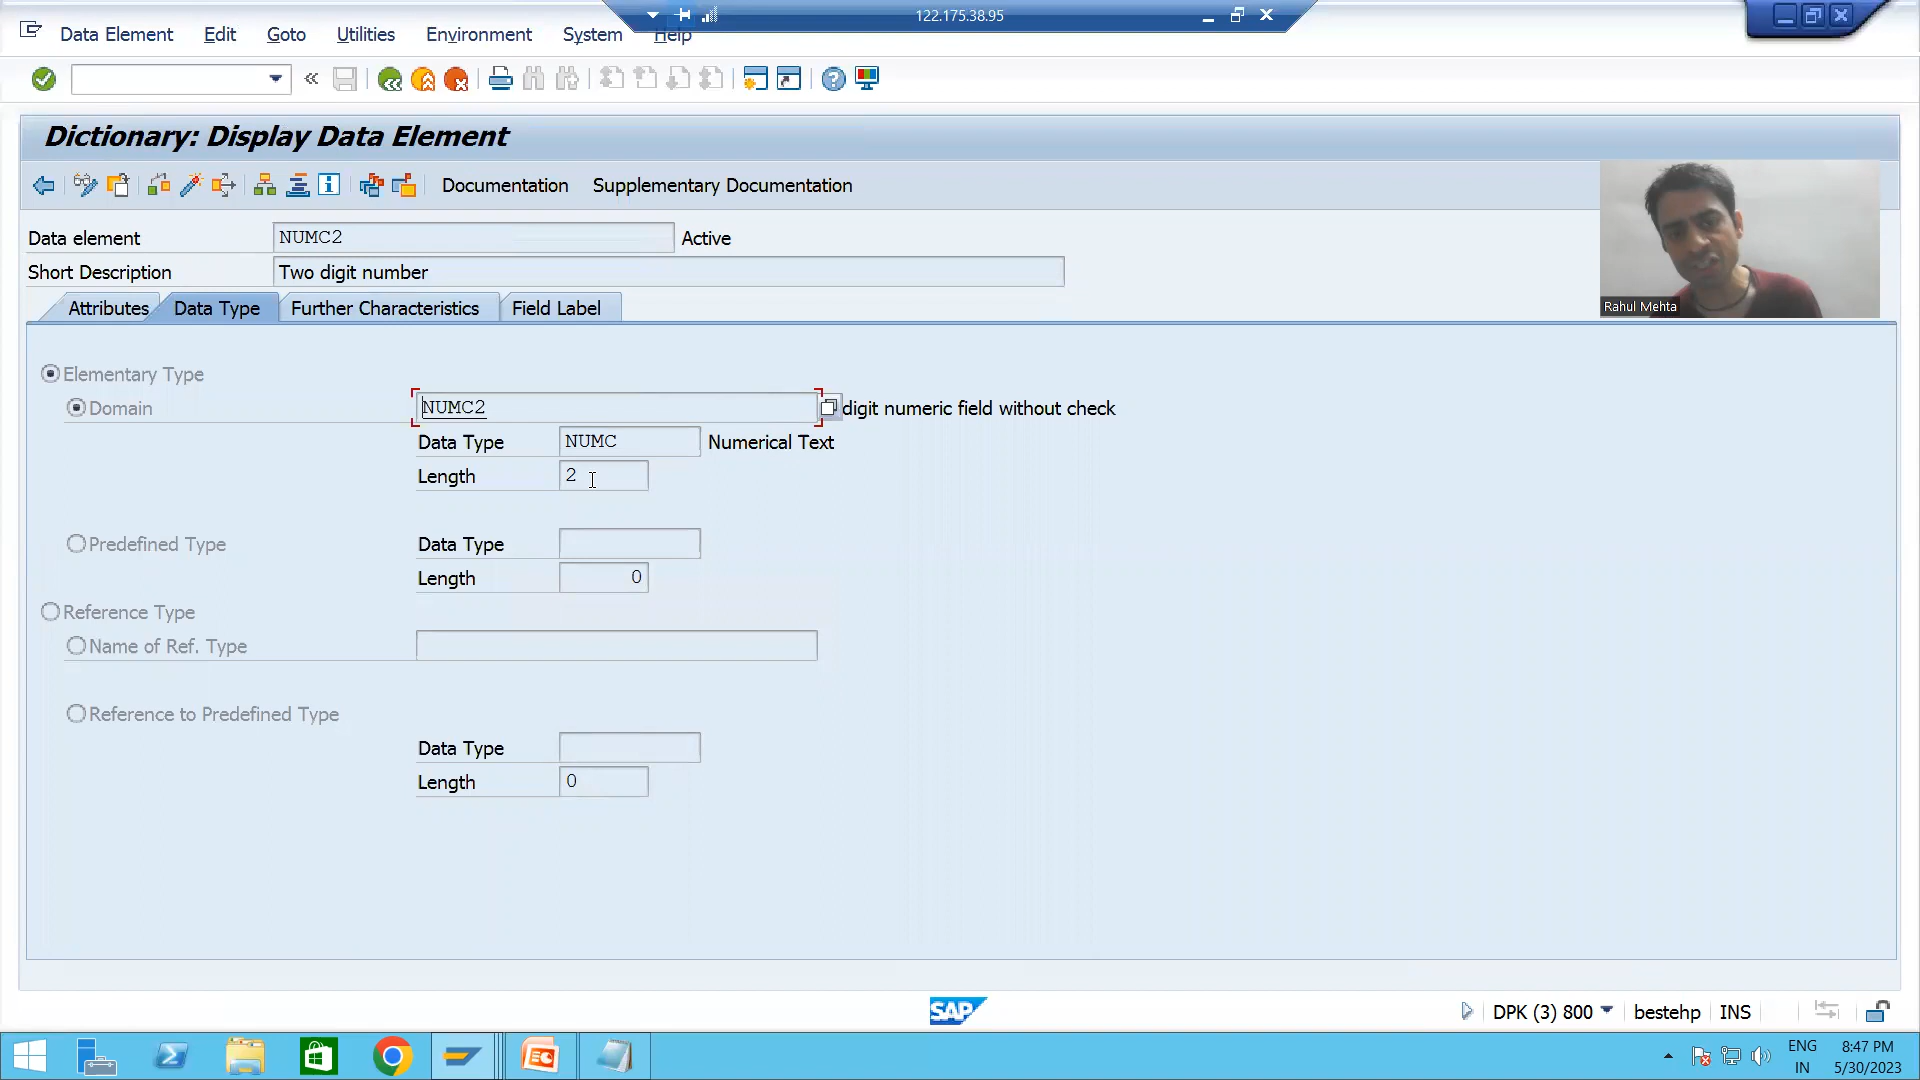 122.175.38.95
Data Element Edit Goto Utilities Environment System Help
Dictionary: Display Data Element
Documentation Supplementary Documentation
Data element NUMC2 Active
Short Description Two digit number
Attributes Data Type Further Characteristics Field Label
Rahul Mehta
Elementary Type
Domain NUMC2 digit numeric field without check
Data Type NUMC Numerical Text
Length 2
Predefined Type Data Type
Length 0
Reference Type
Name of Ref. Type
Reference to Predefined Type
Data Type
Length 0
SAP DPK (3) 800 bestehp INS
ENG 8:47 PM
IN 5/30/2023